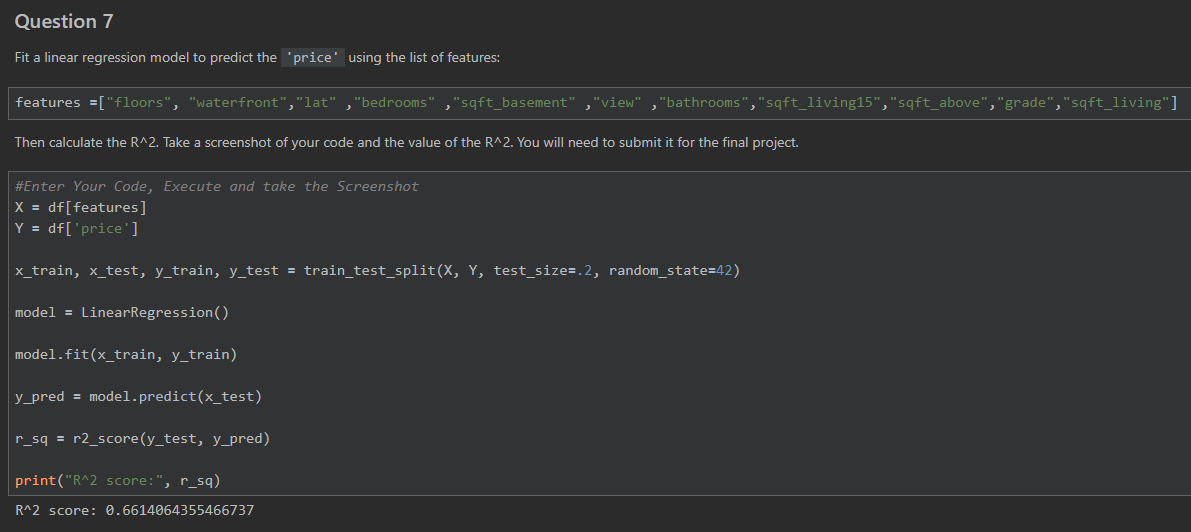 Question 7
Fit a linear regression model to predict the 'price' using the list of features:
features =["floors", "waterfront","lat" ,"bedrooms" ,"sqft_basement" ,"view" ,"bathrooms","sqft_living15","sqft_above","grade","sqft_living"]
Then calculate the R^2. Take a screenshot of your code and the value of the R^2. You will need to submit it for the final project.
#Enter Your Code, Execute and take the Screenshot
X = df[features]
Y = df['price']
x_train, x_test, y_train, y_test = train_test_split(X, Y, test_size=.2, random_state=42)
model = LinearRegression()
model.fit(x_train, y_train)
y_pred = model.predict(x_test)
r_sq = r2_score(y_test, y_pred)
print("R^2 score:", r_sq)
R^2 score: 0.6614064355466737